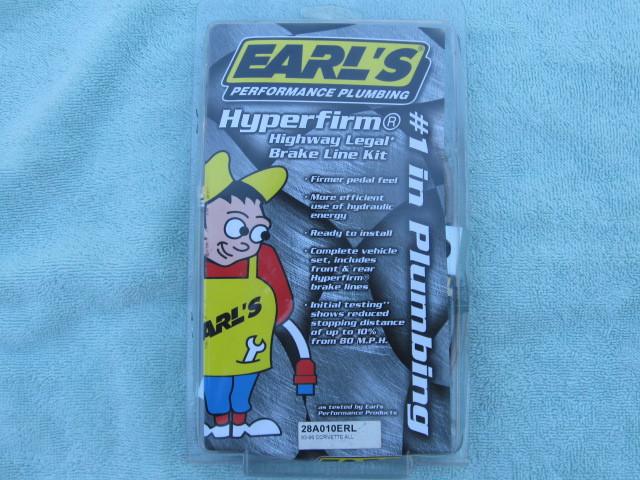 EARL'S
PERFORMANCE PLUMBING
Hyperfirm®
Highway Legal*
Brake Line Kit
#1 in Plumbing
• Firmer pedal feel
• More efficient
use of hydraulic
energy
• Ready to install
• Complete vehicle
set, includes
front & rear
Hyperfirm®
brake lines
• Initial testing**
shows reduced
stopping distance
of up to 10%
from 80 M.P.H.
EARL'S
as tested by Earl's
Performance Products
28A010ERL
CORVETTE ALL